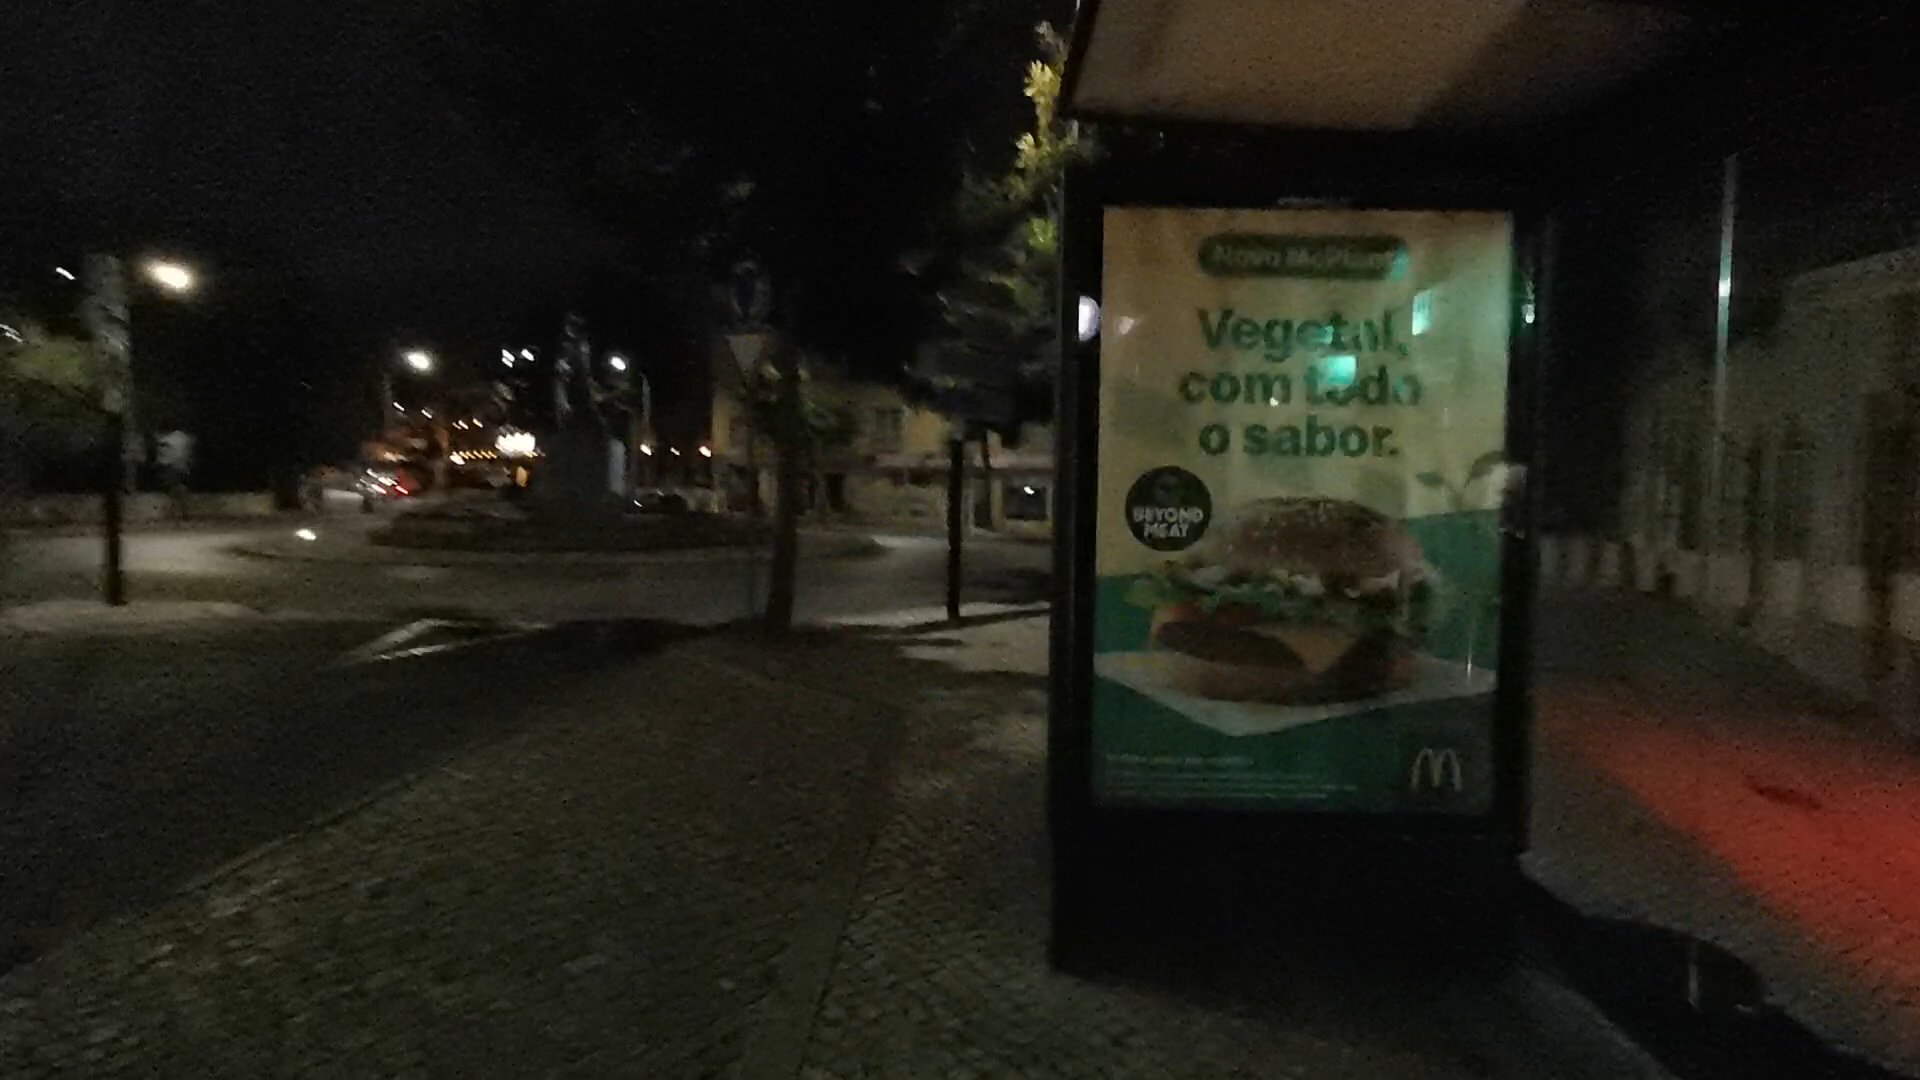 Novo McPlant
Vegetal,
com todo
o sabor.
BEYOND
MEAT